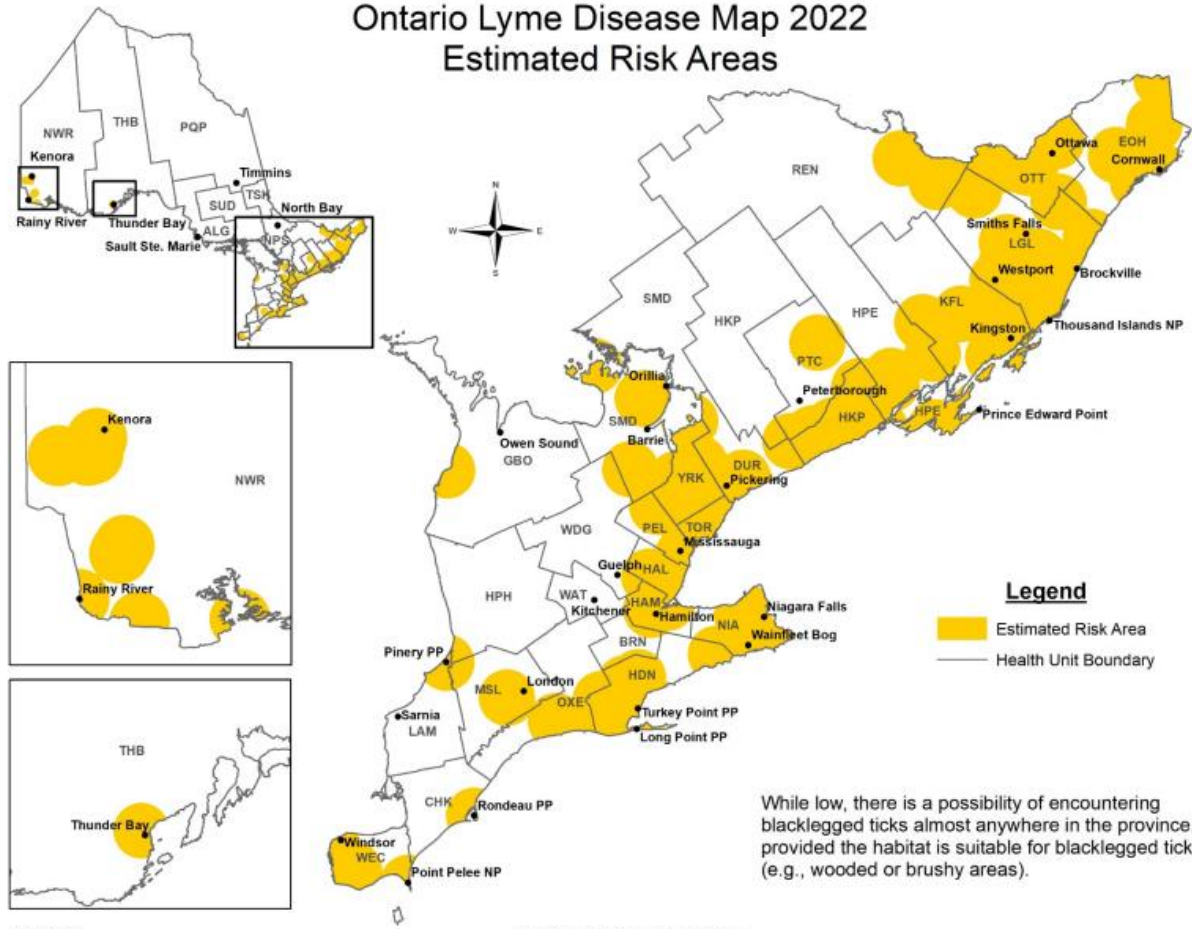 Ontario Lyme Disease Map 2022
Estimated Risk Areas
NWR
THB
PQP
Kenora
Timmins
TSK
SUD
North Bay
Rainy River
Thunder Bay
ALG
NPS
Sault Ste. Marie
N
W
E
S
REN
Ottawa
EOH
Cornwall
OTT
Smiths Falls
LGL
Westport
Brockville
SMD
HKP
HPE
KFL
Kingston
Thousand Islands NP
PTC
Peterborough
HKP
HPE
Prince Edward Point
Orillia
SMD
Barrie
Owen Sound
GBO
YRK
DUR
Pickering
WDG
PEL
TOR
Mississauga
Guelph
HAL
HPH
WAT
Kitchener
HAM
Hamilton
NIA
Niagara Falls
Wainfleet Bog
BRN
Pinery PP
MSL
London
OXE
HDN
Turkey Point PP
Long Point PP
Sarnia
LAM
CHK
Rondeau PP
Windsor
WEC
Point Pelee NP
Kenora
NWR
Rainy River
THB
Thunder Bay
Legend
Estimated Risk Area
Health Unit Boundary
While low, there is a possibility of encountering
blacklegged ticks almost anywhere in the province
provided the habitat is suitable for blacklegged tick
(e.g., wooded or brushy areas).